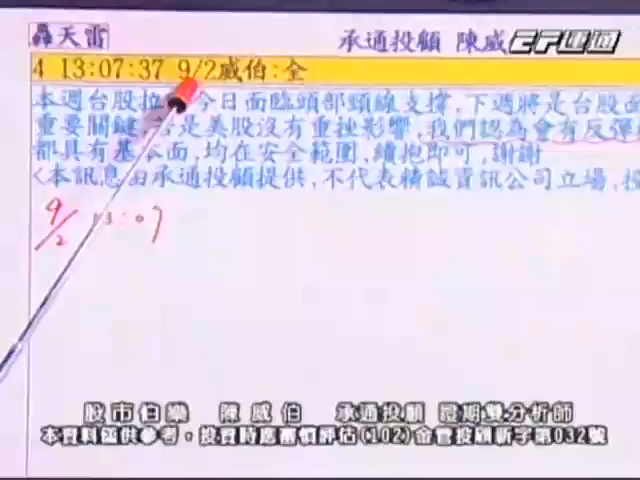 轟天雷 承通投顧 陳威
4 13:07:37 9/2威伯:全
本週台股拉 今日面臨頭部頸線支撐,下週將是台股
重要關鍵, 是美股沒有重挫影響,我們認為會有反彈
都具有基本面,均在安全範圍,續抱即可,謝謝
<本訊息由承通投顧提供,不代表精誠資訊公司立場,投
9/2 13:07
股市伯樂 陳威伯 承通投顧 證期雙分析師
本資料僅供參考,投資時應審慎評估(102)金管投顧新字第032號